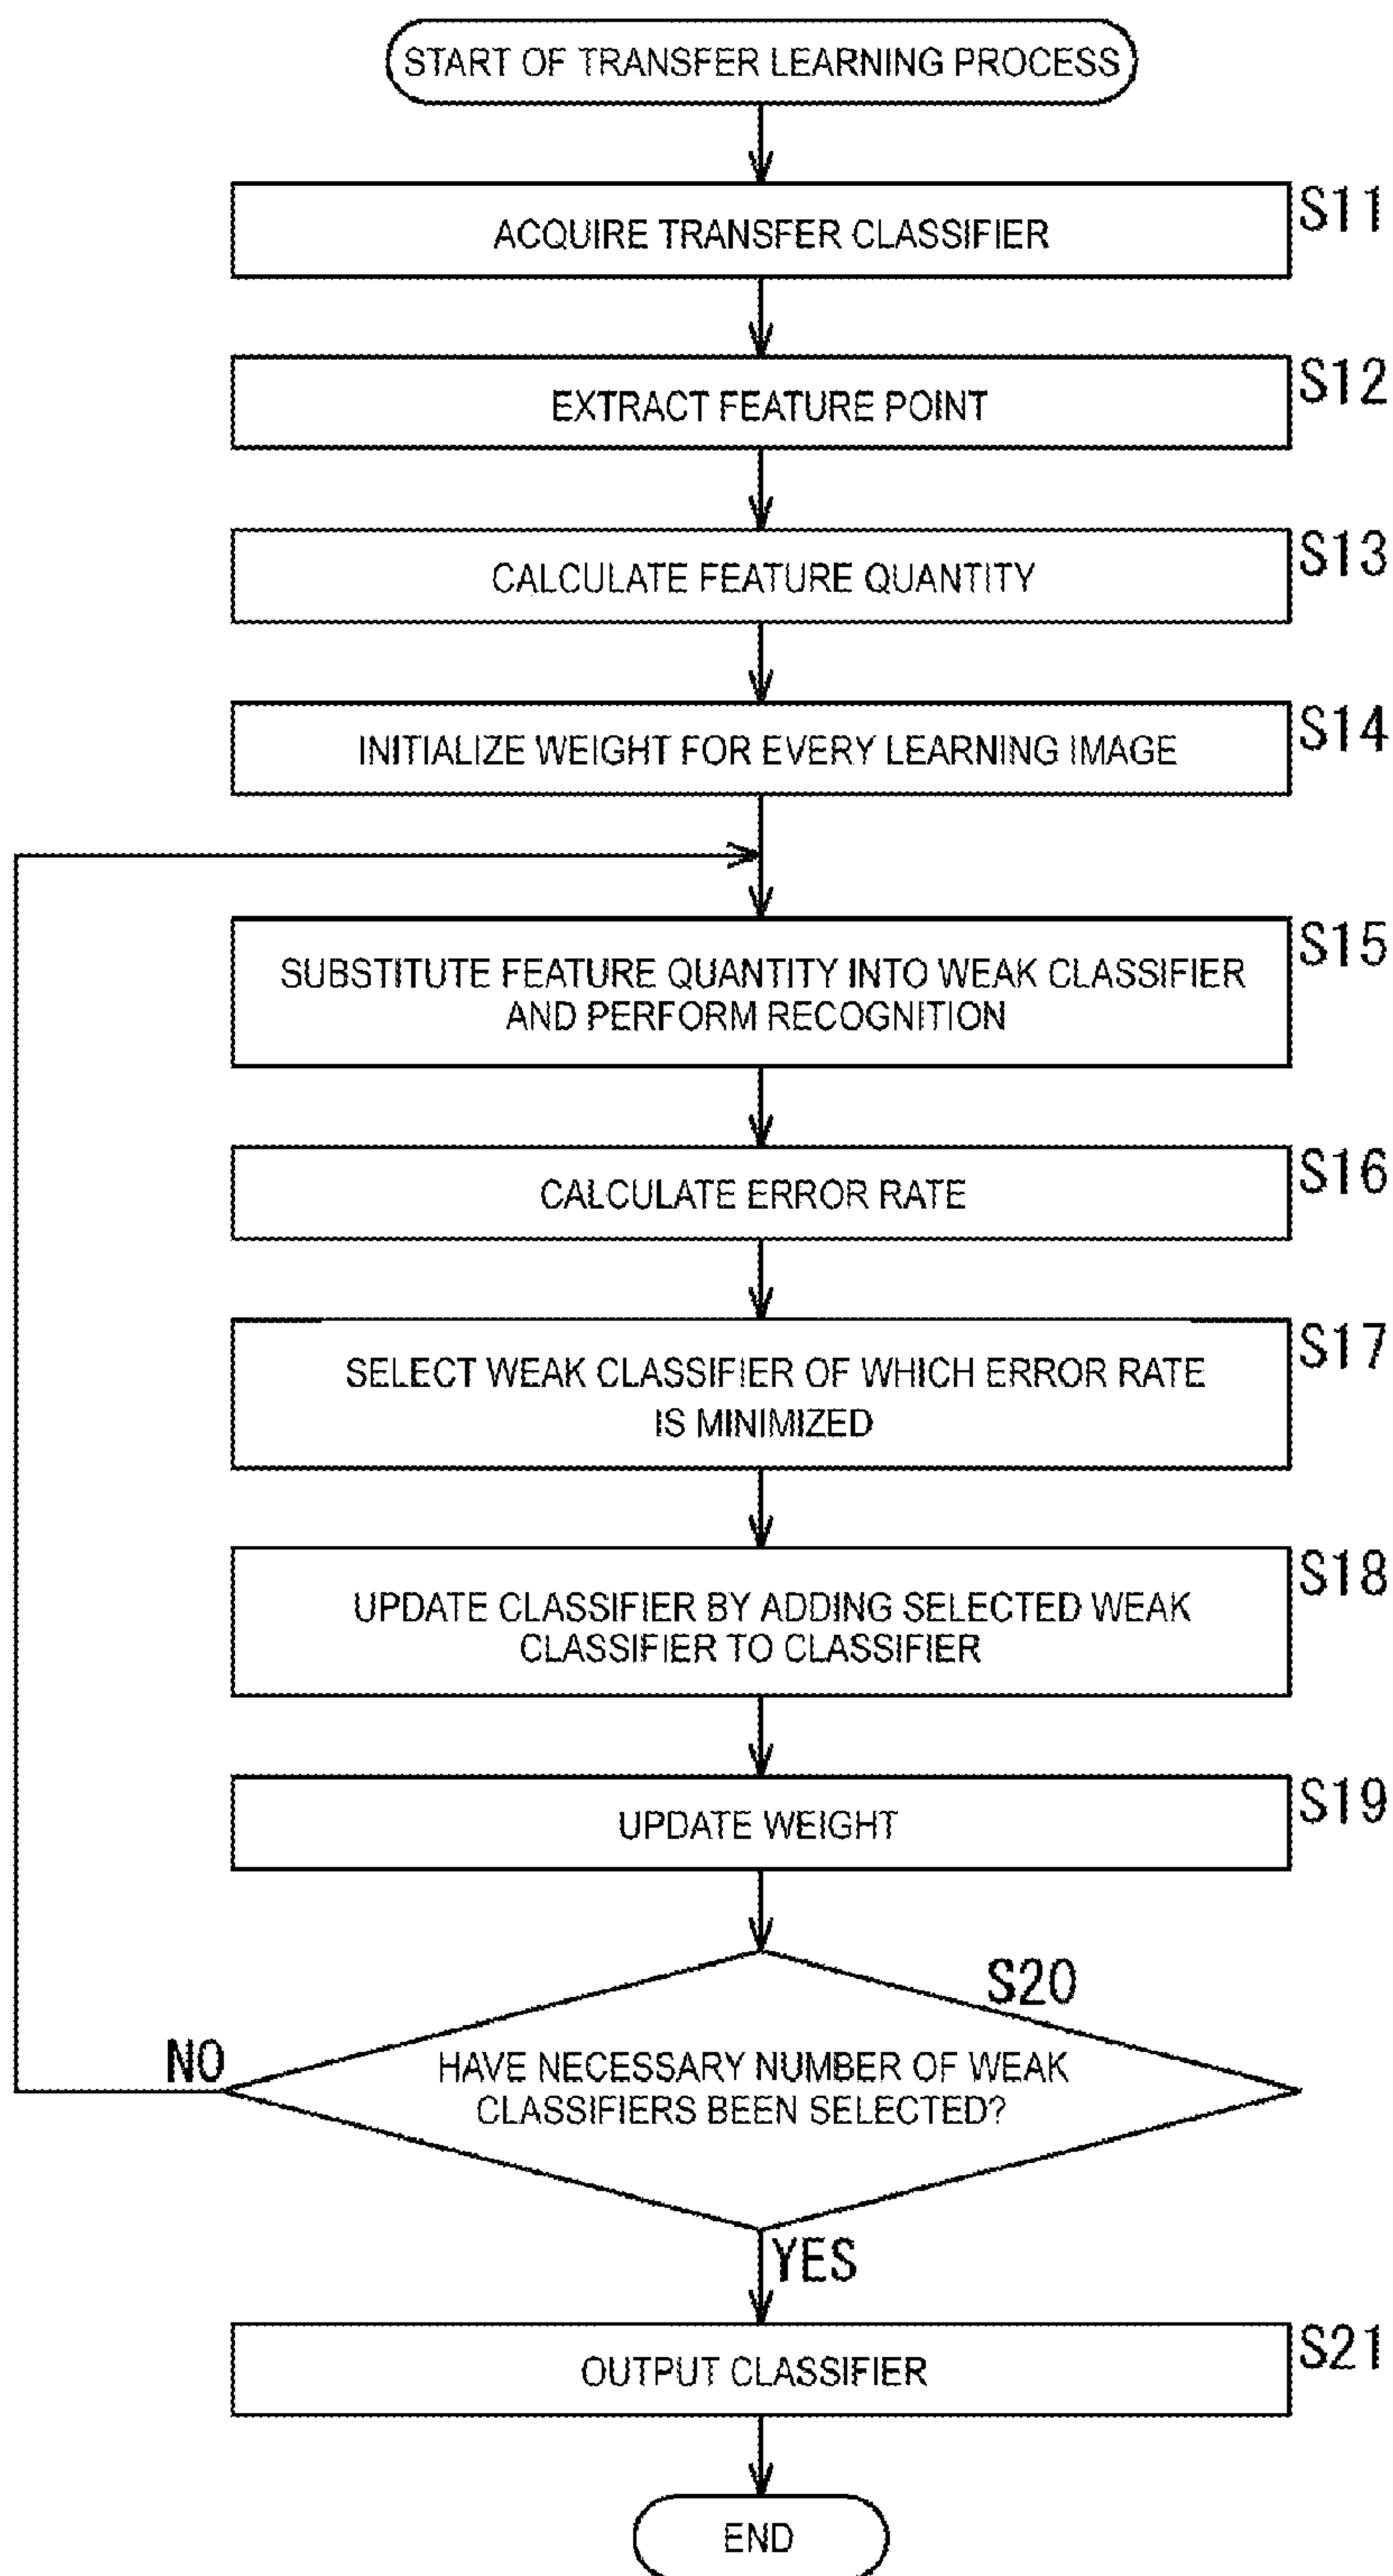 START OF TRANSFER LEARNING PROCESS
S11
ACQUIRE TRANSFER CLASSIFIER
S12
EXTRACT FEATURE POINT
S13
CALCULATE FEATURE QUANTITY
S14
INITIALIZE WEIGHT FOR EVERY LEARNING IMAGE
S15
SUBSTITUTE FEATURE QUANTITY INTO WEAK CLASSIFIER
AND PERFORM RECOGNITION
S16
CALCULATE ERROR RATE
S17
SELECT WEAK CLASSIFIER OF WHICH ERROR RATE
IS MINIMIZED
S18
UPDATE CLASSIFIER BY ADDING SELECTED WEAK
CLASSIFIER TO CLASSIFIER
S19
UPDATE WEIGHT
S20
NO
HAVE NECESSARY NUMBER OF WEAK
CLASSIFIERS BEEN SELECTED?
YES
S21
OUTPUT CLASSIFIER
END